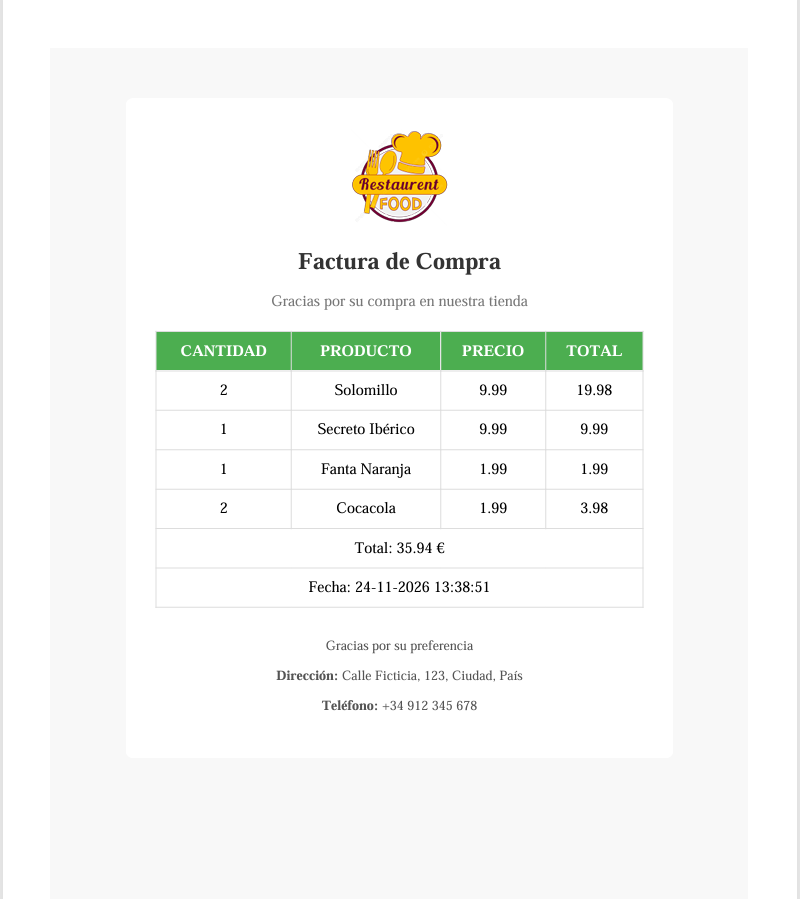 Restaurent
FOOD
Factura de Compra
Gracias por su compra en nuestra tienda
CANTIDAD PRODUCTO PRECIO TOTAL
2 Solomillo 9.99 19.98
1 Secreto Ibérico 9.99 9.99
1 Fanta Naranja 1.99 1.99
2 Cocacola 1.99 3.98
Total: 35.94 €
Fecha: 24-11-2026 13:38:51
Gracias por su preferencia
Dirección: Calle Ficticia, 123, Ciudad, País
Teléfono: +34 912 345 678